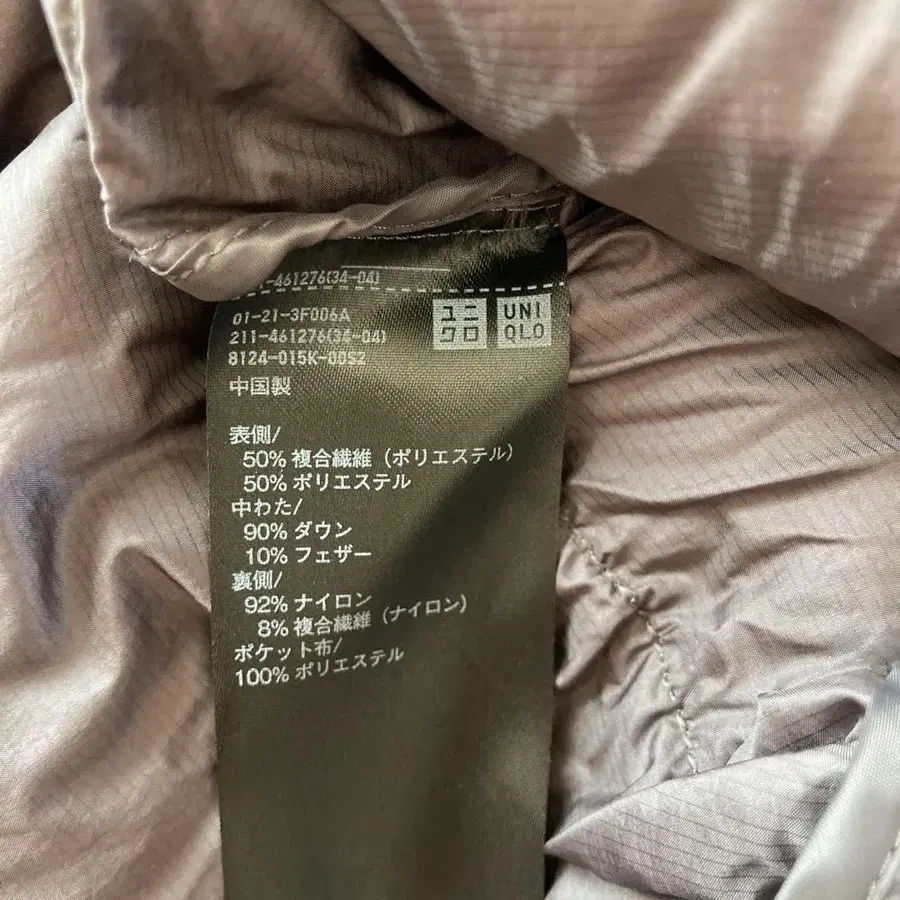 -461276(34-04)
01-21-3F006A
211-461276(34-04)
8124-015K-00S2
ユニ
クロ
UNI
QLO
中国製
表側/
50% 複合繊維 (ポリエステル)
50% ポリエステル
中わた/
90% ダウン
10% フェザー
裏側/
92% ナイロン
8% 複合繊維 (ナイロン)
ポケット布/
100% ポリエステル